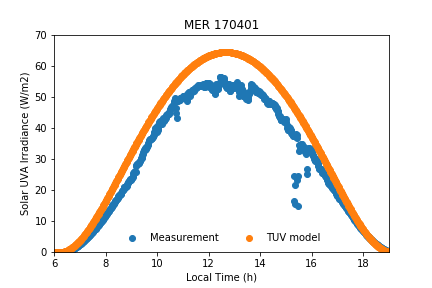 MER 170401
70
60
50
40
30
20
10
0
Solar UVA Irradiance (W/m2)
Measurement TUV model
6 8 10 12 14 16 18
Local Time (h)